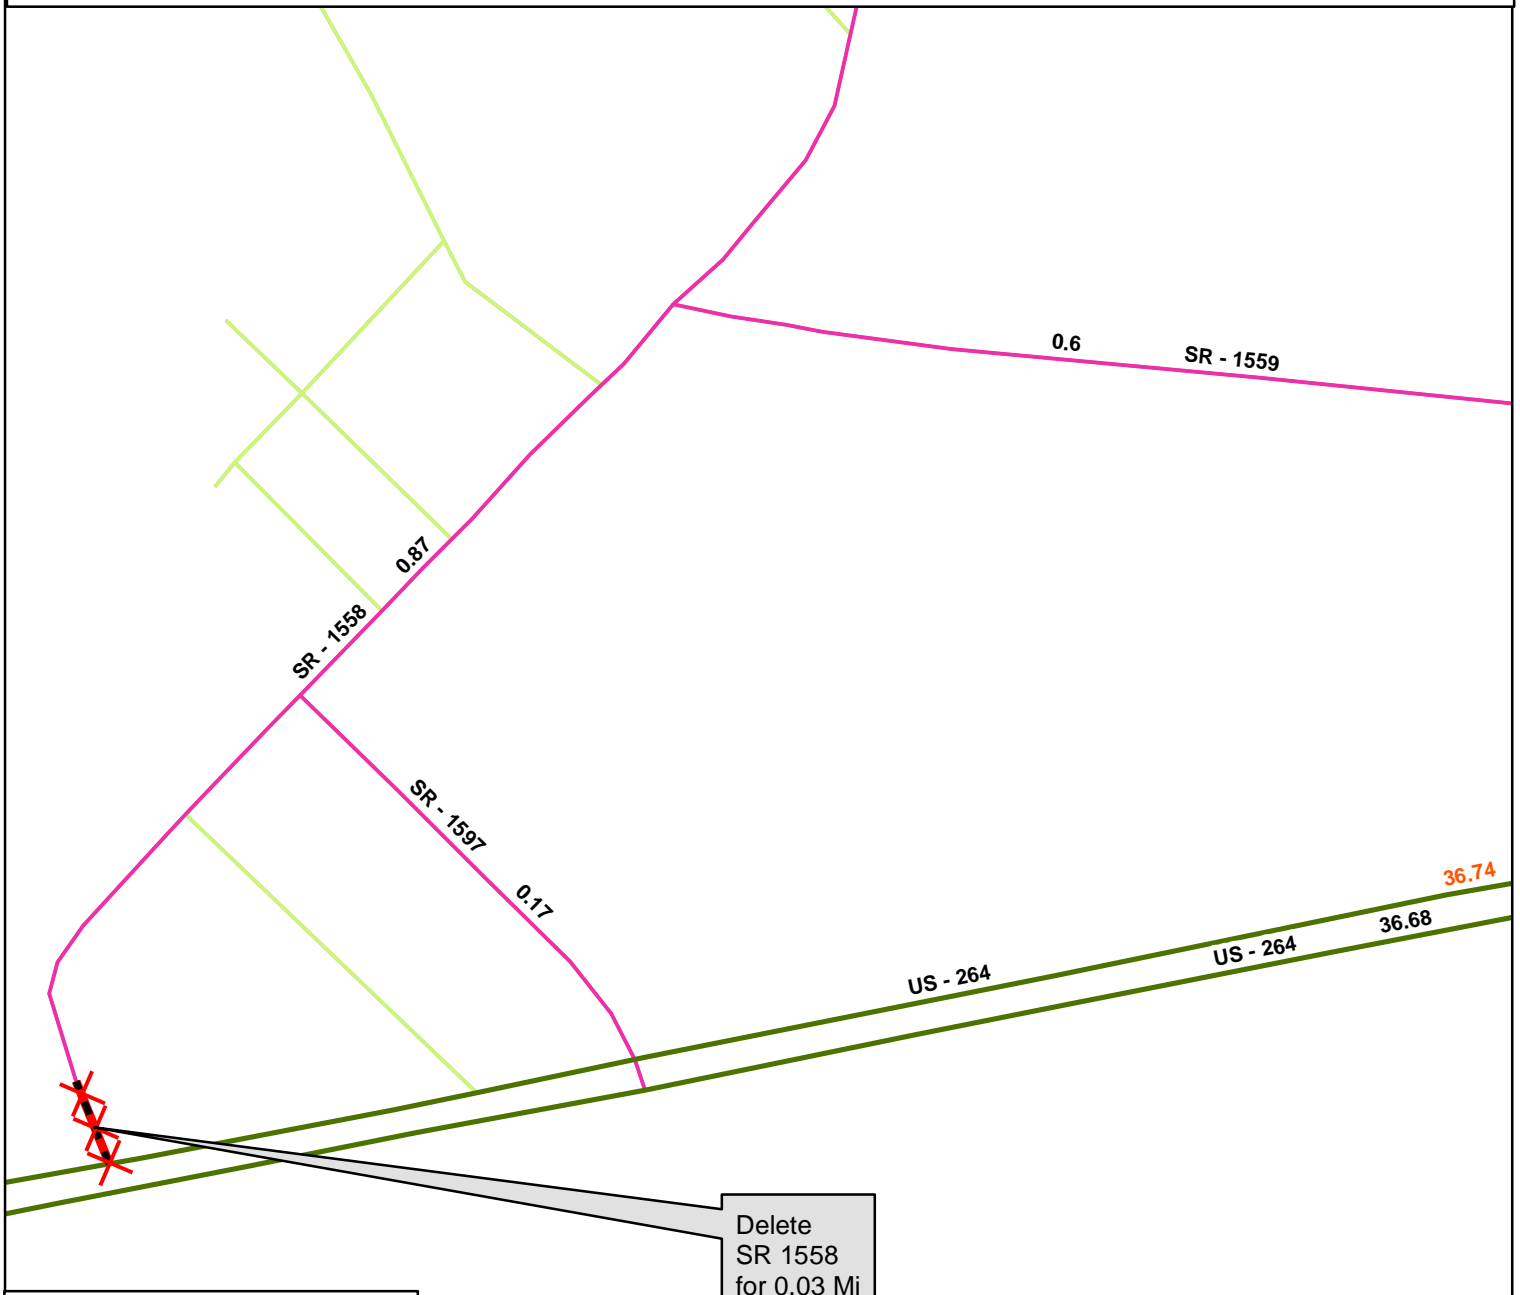 0.6
SR - 1559
0.87
SR - 1558
SR - 1597
0.17
36.74
36.68
US - 264
US - 264
Delete
SR 1558
for 0.03 Mi